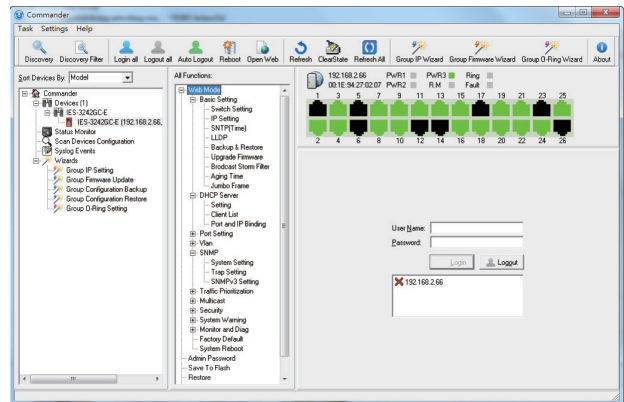 Commander
Task Settings Help
Discovery Discovery Filter Login all Logout all Auto Logout Reboot Open Web Refresh ClearState Refresh All Group IP Wizard Group Firmware Wizard Group O-Ring Wizard About
Sort Devices By: Model
Commander
Devices (1)
IES-3242GC-E
IES-3242GC-E (192.168.2.66,
Status Monitor
Scan Devices Configuration
Syslog Events
Wizards
Group IP Setting
Group Firmware Update
Group Configuration Backup
Group Configuration Restore
Group O-Ring Setting
All Functions:
Web Mode
Basic Setting
Switch Setting
IP Setting
SNTP(Time)
LLDP
Backup & Restore
Upgrade Firmware
Brodcast Storm Filter
Aging Time
Jumbo Frame
DHCP Server
Setting
Client List
Port and IP Binding
Port Setting
Vlan
SNMP
System Setting
Trap Setting
SNMPv3 Setting
Traffic Prioritization
Multicast
Security
System Warning
Monitor and Diag
Factory Default
System Reboot
Admin Password
Save To Flash
Restore
192.168.2.66 PWR1 PWR3 Ring
00:1E:94:27:02:07 PWR2 R.M Fault
1 3 5 7 9 11 13 15 17 19 21 23 25
2 4 6 8 10 12 14 16 18 20 22 24 26
User Name:
Password:
Login Loggut
192.168.2.66